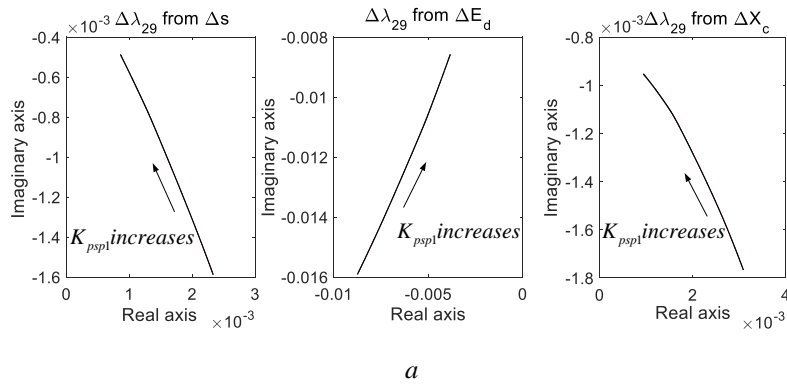 ×10⁻³ Δλ₂₉ from Δs
-0.4
-0.6
-0.8
-1
-1.2
-1.4
-1.6
Imaginary axis
K_psp1 increases
0 1 2 3
Real axis
×10⁻³
Δλ₂₉ from ΔE_d
-0.008
-0.01
-0.012
-0.014
-0.016
Imaginary axis
K_psp1 increases
-0.01 -0.005 0
Real axis
×10⁻³ Δλ₂₉ from ΔX_c
-0.8
-1
-1.2
-1.4
-1.6
-1.8
Imaginary axis
K_psp1 increases
0 2 4
Real axis
×10⁻³
a